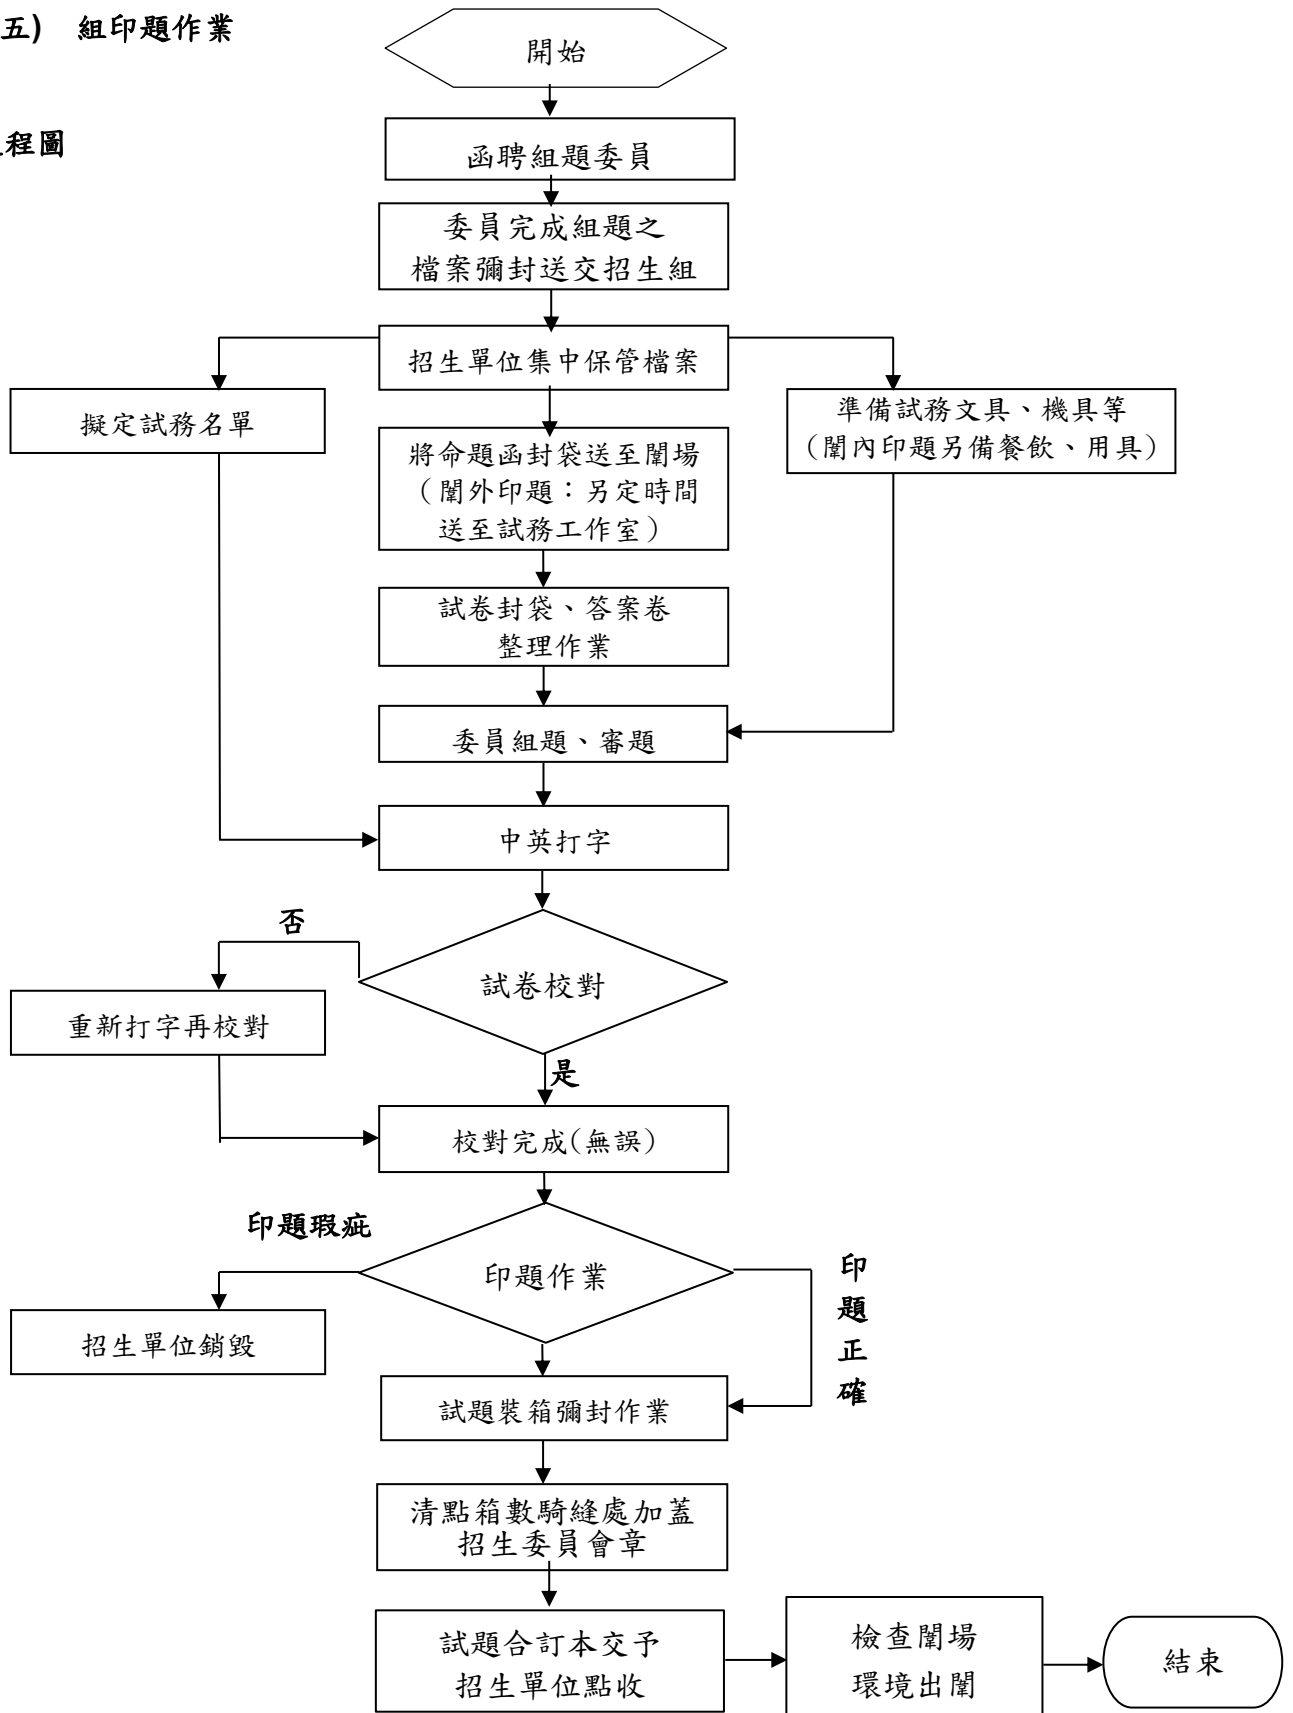 五) 組印題作業
開始
程圖
函聘組題委員
委員完成組題之
檔案彌封送交招生組
招生單位集中保管檔案
擬定試務名單
準備試務文具、機具等
（闈內印題另備餐飲、用具）
將命題函封袋送至闈場
（闈外印題：另定時間
送至試務工作室）
試卷封袋、答案卷
整理作業
委員組題、審題
中英打字
否
試卷校對
重新打字再校對
是
校對完成(無誤)
印題瑕疵
印題作業
印
題
正
確
招生單位銷毀
試題裝箱彌封作業
清點箱數騎縫處加蓋
招生委員會章
試題合訂本交予
招生單位點收
檢查闈場
環境出闈
結束